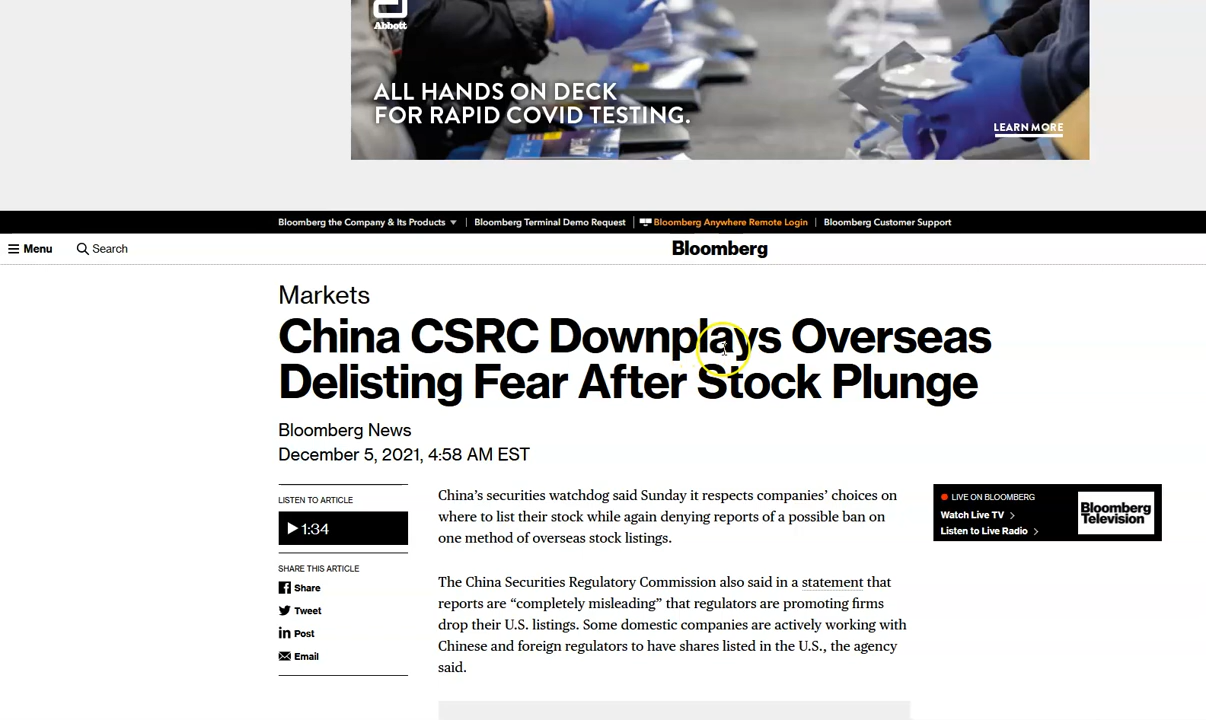 Abbott
ALL HANDS ON DECK
FOR RAPID COVID TESTING.
LEARN MORE
Bloomberg the Company & Its Products
Bloomberg Terminal Demo Request
Bloomberg Anywhere Remote Login
Bloomberg Customer Support
Menu
Search
Bloomberg
Markets
China CSRC Downplays Overseas
Delisting Fear After Stock Plunge
Bloomberg News
December 5, 2021, 4:58 AM EST
LISTEN TO ARTICLE
1:34
SHARE THIS ARTICLE
Share
Tweet
Post
Email
China’s securities watchdog said Sunday it respects companies’ choices on
where to list their stock while again denying reports of a possible ban on
one method of overseas stock listings.
The China Securities Regulatory Commission also said in a statement that
reports are “completely misleading” that regulators are promoting firms
drop their U.S. listings. Some domestic companies are actively working with
Chinese and foreign regulators to have shares listed in the U.S., the agency
said.
LIVE ON BLOOMBERG
Watch Live TV
Listen to Live Radio
Bloomberg
Television